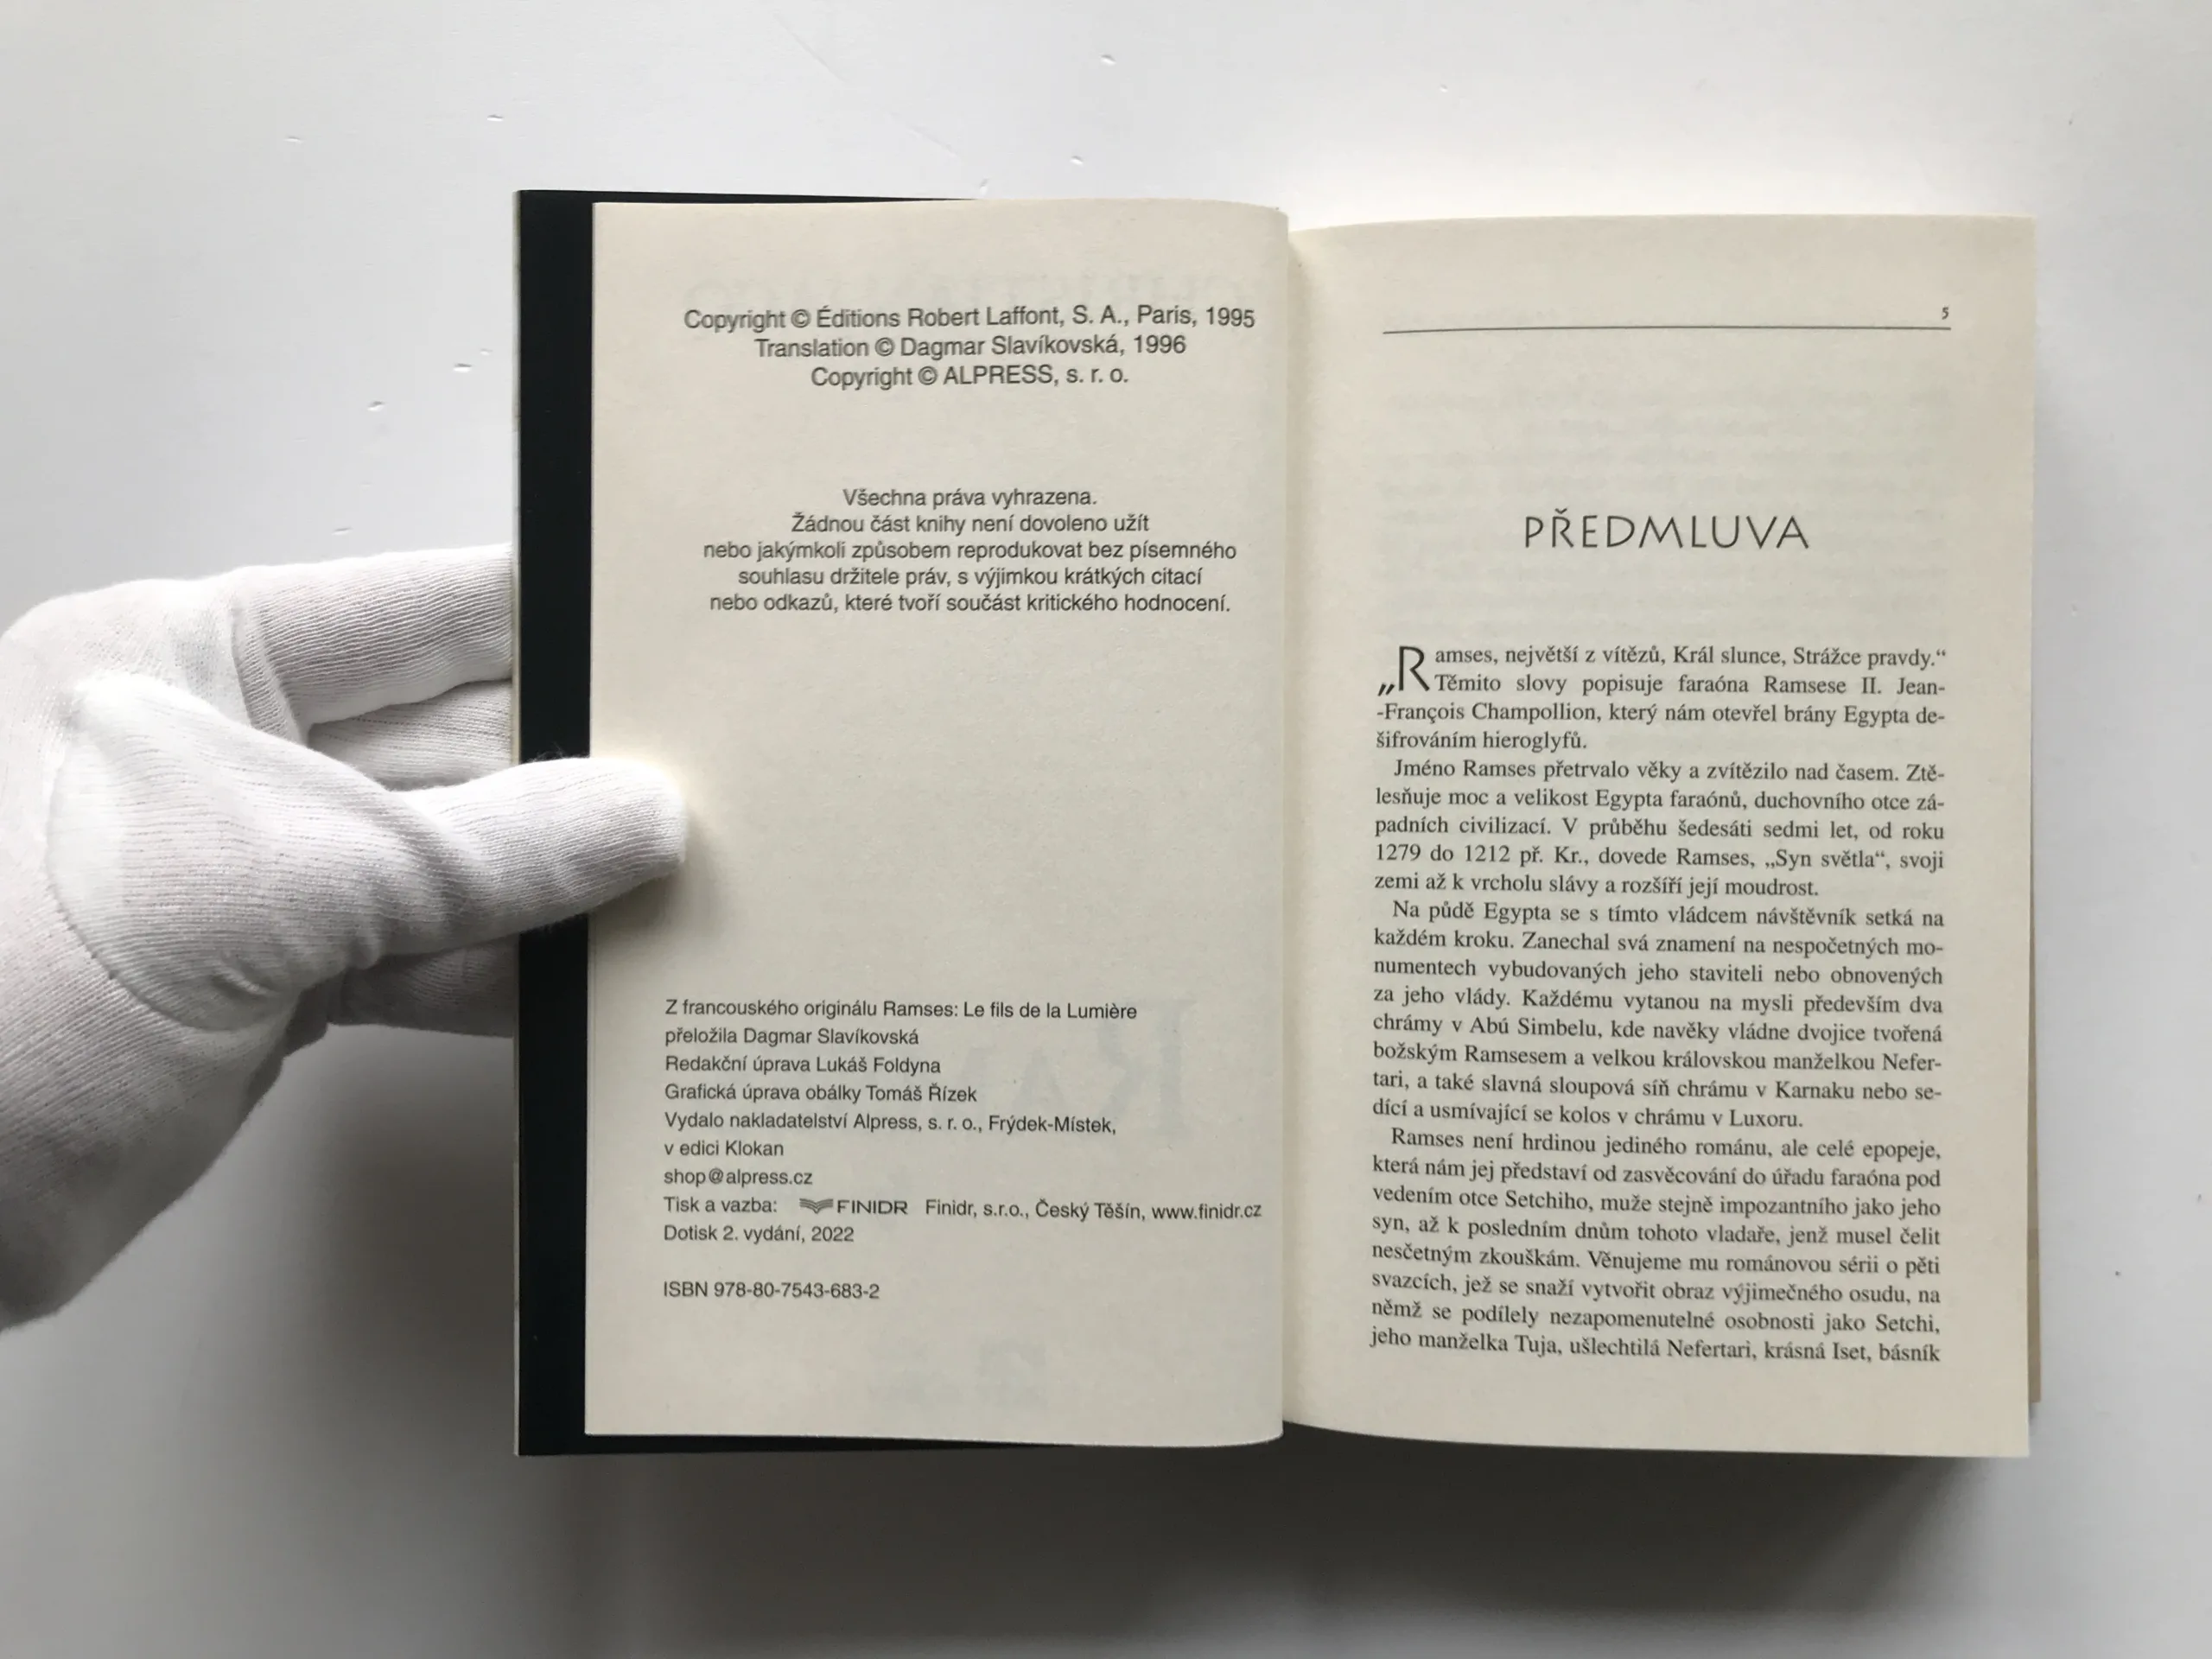 Copyright © Éditions Robert Laffont, S. A., Paris, 1995
Translation © Dagmar Slavíkovská, 1996
Copyright © ALPRESS, s. r. o.
Všechna práva vyhrazena.
Žádnou část knihy není dovoleno užít
nebo jakýmkoli způsobem reprodukovat bez písemného
souhlasu držitele práv, s výjimkou krátkých citací
nebo odkazů, které tvoří součást kritického hodnocení.
Z francouského originálu Ramses: Le fils de la Lumière
přeložila Dagmar Slavíkovská
Redakční úprava Lukáš Foldyna
Grafická úprava obálky Tomáš Řízek
Vydalo nakladatelství Alpress, s. r. o., Frýdek-Místek,
v edici Klokan
shop@alpress.cz
Tisk a vazba: FINIDR Finidr, s.r.o., Český Těšín, www.finidr.cz
Dotisk 2. vydání, 2022
ISBN 978-80-7543-683-2
5
PŘEDMLUVA
„Ramses, největší z vítězů, Král slunce, Strážce pravdy.“
Těmito slovy popisuje faraóna Ramsese II. Jean-
-François Champollion, který nám otevřel brány Egypta de-
šifrováním hieroglyfů.
Jméno Ramses přetrvalo věky a zvítězilo nad časem. Ztě-
lesňuje moc a velikost Egypta faraónů, duchovního otce zá-
padních civilizací. V průběhu šedesáti sedmi let, od roku
1279 do 1212 př. Kr., dovede Ramses, „Syn světla“, svoji
zemi až k vrcholu slávy a rozšíří její moudrost.
Na půdě Egypta se s tímto vládcem návštěvník setká na
každém kroku. Zanechal svá znamení na nespočetných mo-
numentech vybudovaných jeho staviteli nebo obnovených
za jeho vlády. Každému vytanou na mysli především dva
chrámy v Abú Simbelu, kde navěky vládne dvojice tvořená
božským Ramsesem a velkou královskou manželkou Nefer-
tari, a také slavná sloupová síň chrámu v Karnaku nebo se-
dící a usmívající se kolos v chrámu v Luxoru.
Ramses není hrdinou jediného románu, ale celé epopeje,
která nám jej představí od zasvěcování do úřadu faraóna pod
vedením otce Setchiho, muže stejně impozantního jako jeho
syn, až k posledním dnům tohoto vladaře, jenž musel čelit
nesčetným zkouškám. Věnujeme mu románovou sérii o pěti
svazcích, jež se snaží vytvořit obraz výjimečného osudu, na
němž se podílely nezapomenutelné osobnosti jako Setchi,
jeho manželka Tuja, ušlechtilá Nefertari, krásná Iset, básník